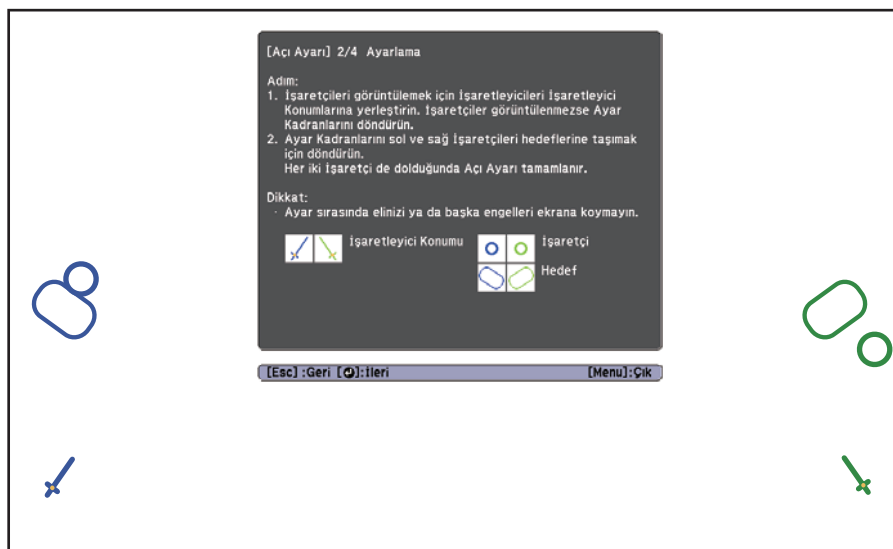 [Açı Ayarı] 2/4 Ayarlama
Adım:
1. İşaretçileri görüntülemek için İşaretleyicileri İşaretleyici
Konumlarına yerleştirin. İşaretçiler görüntülenmezse Ayar
Kadranlarını döndürün.
2. Ayar Kadranlarını sol ve sağ İşaretçileri hedeflerine taşımak
için döndürün.
Her iki İşaretçi de dolduğunda Açı Ayarı tamamlanır.
Dikkat:
· Ayar sırasında elinizi ya da başka engelleri ekrana koymayın.
İşaretleyici Konumu
İşaretçi
Hedef
[Esc] :Geri [⏎]:İleri [Menu]:Çık